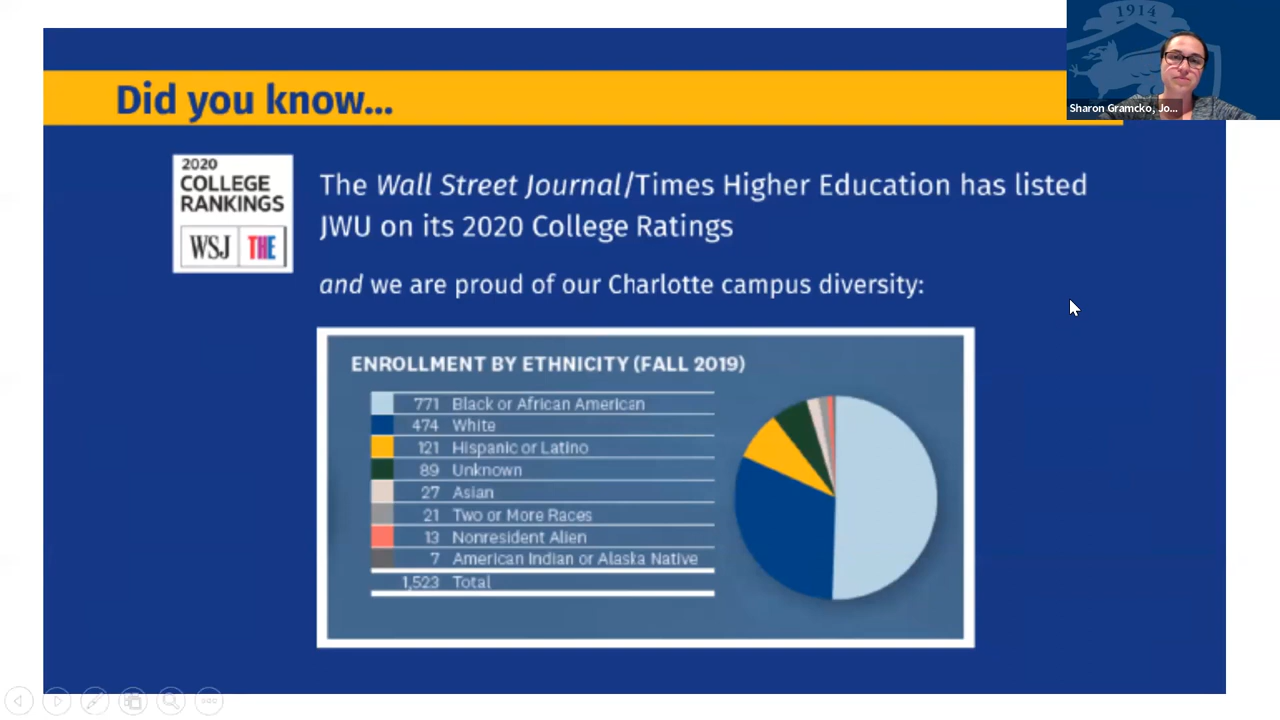 1914
Sharon Gramcko, Jo...
Did you know...
2020
COLLEGE
RANKINGS
WSJ THE
The Wall Street Journal/Times Higher Education has listed
JWU on its 2020 College Ratings
and we are proud of our Charlotte campus diversity:
ENROLLMENT BY ETHNICITY (FALL 2019)
771 Black or African American
474 White
121 Hispanic or Latino
89 Unknown
27 Asian
21 Two or More Races
13 Nonresident Alien
7 American Indian or Alaska Native
1,523 Total